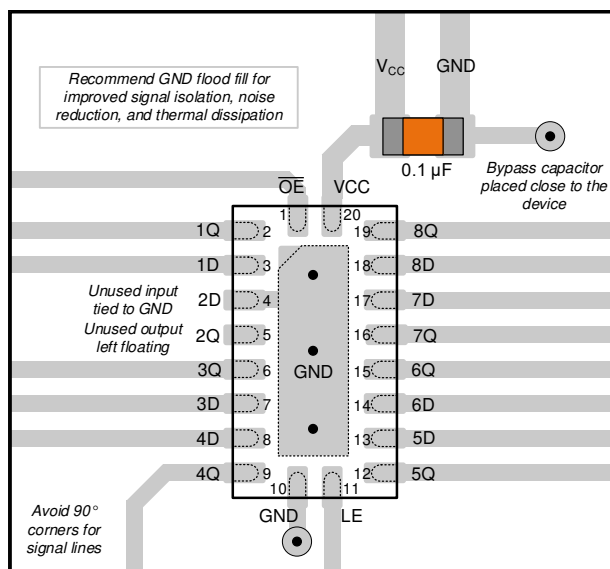 Recommend GND flood fill for
improved signal isolation, noise
reduction, and thermal dissipation
VCC GND
0.1 µF
Bypass capacitor
placed close to the
device
OE VCC
1 20
1Q 2 19 8Q
1D 3 18 8D
Unused input
tied to GND
2D 4 17 7D
Unused output
left floating
2Q 5 16 7Q
3Q 6 GND 15 6Q
3D 7 14 6D
4D 8 13 5D
4Q 9 12 5Q
10 11
GND LE
Avoid 90°
corners for
signal lines